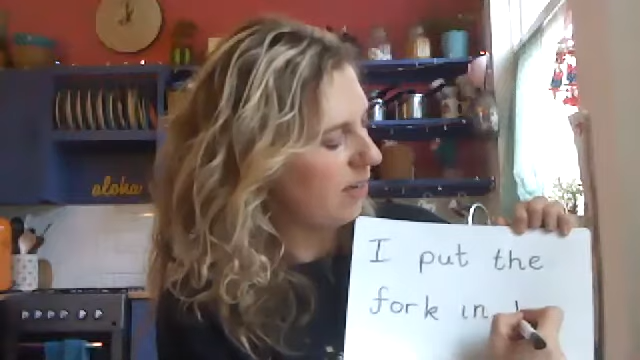 aloha
I put the
fork in